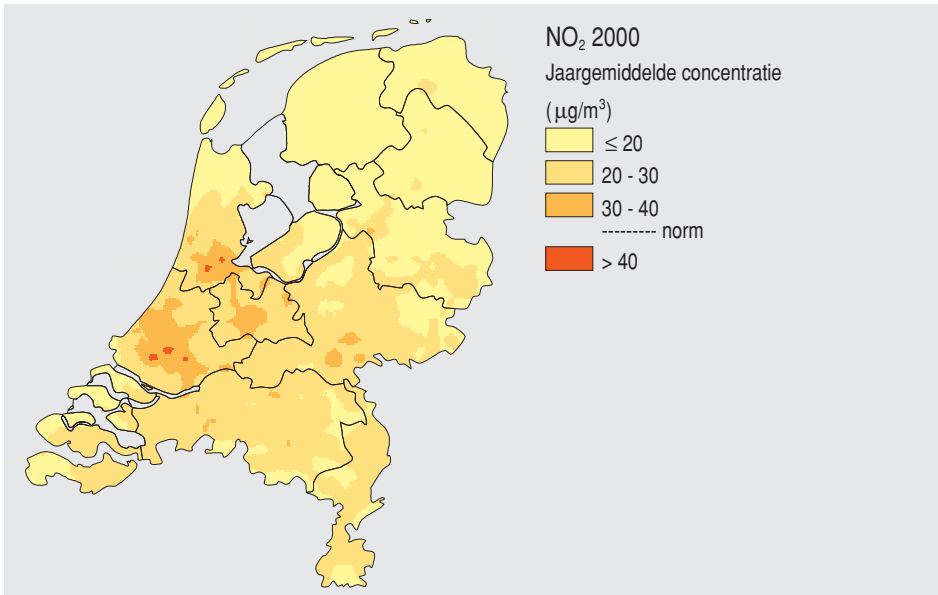 NO₂ 2000
Jaargemiddelde concentratie
(μg/m³)
≤ 20
20 - 30
30 - 40
--------- norm
> 40